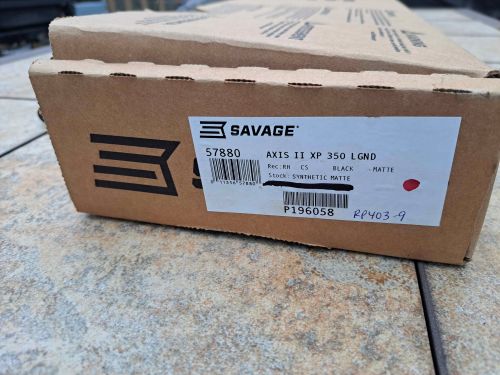 SAVAGE
57880 AXIS II XP 350 LGND
Rec: RH CS BLACK - MATTE
Stock: SYNTHETIC MATTE
P196058
RP403-9